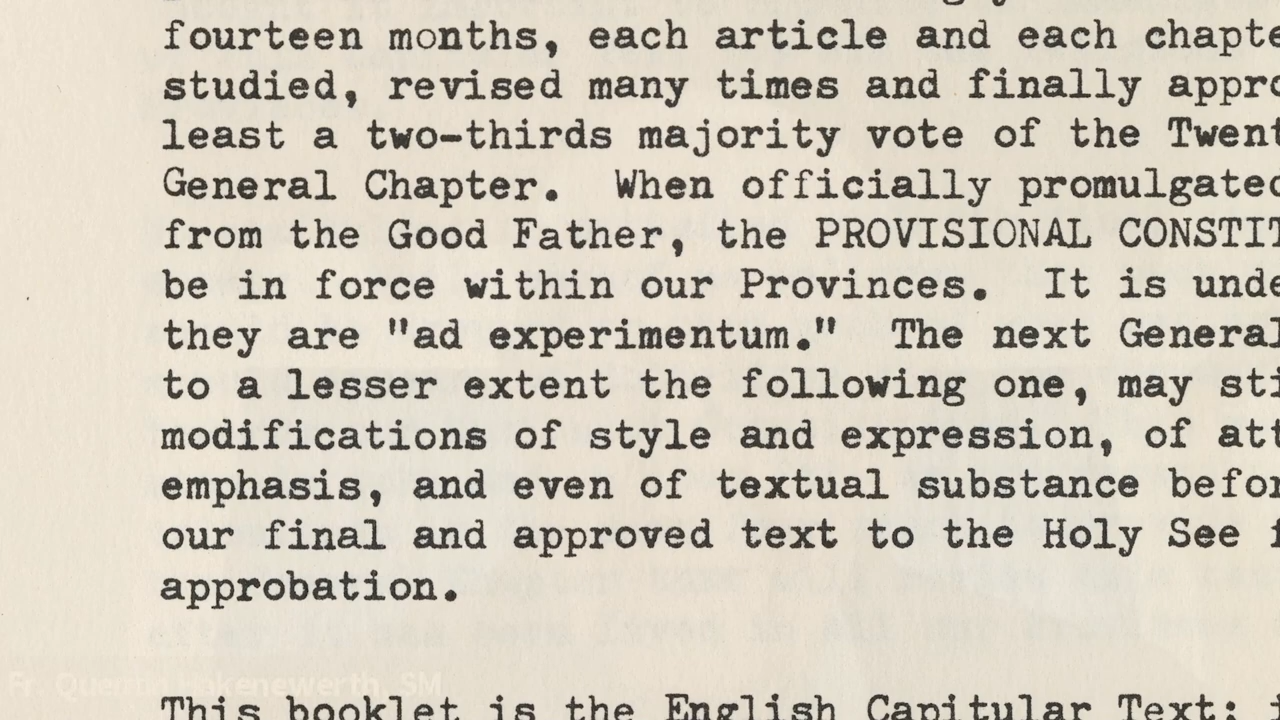 fourteen months, each article and each chapte
studied, revised many times and finally appro
least a two-thirds majority vote of the Twent
General Chapter.  When officially promulgated
from the Good Father, the PROVISIONAL CONSTIT
be in force within our Provinces.  It is unde
they are "ad experimentum."  The next General
to a lesser extent the following one, may sti
modifications of style and expression, of att
emphasis, and even of textual substance befor
our final and approved text to the Holy See f
approbation.
Fr. Quentin Hakenewerth, SM
This booklet is the English Capitular Text; i